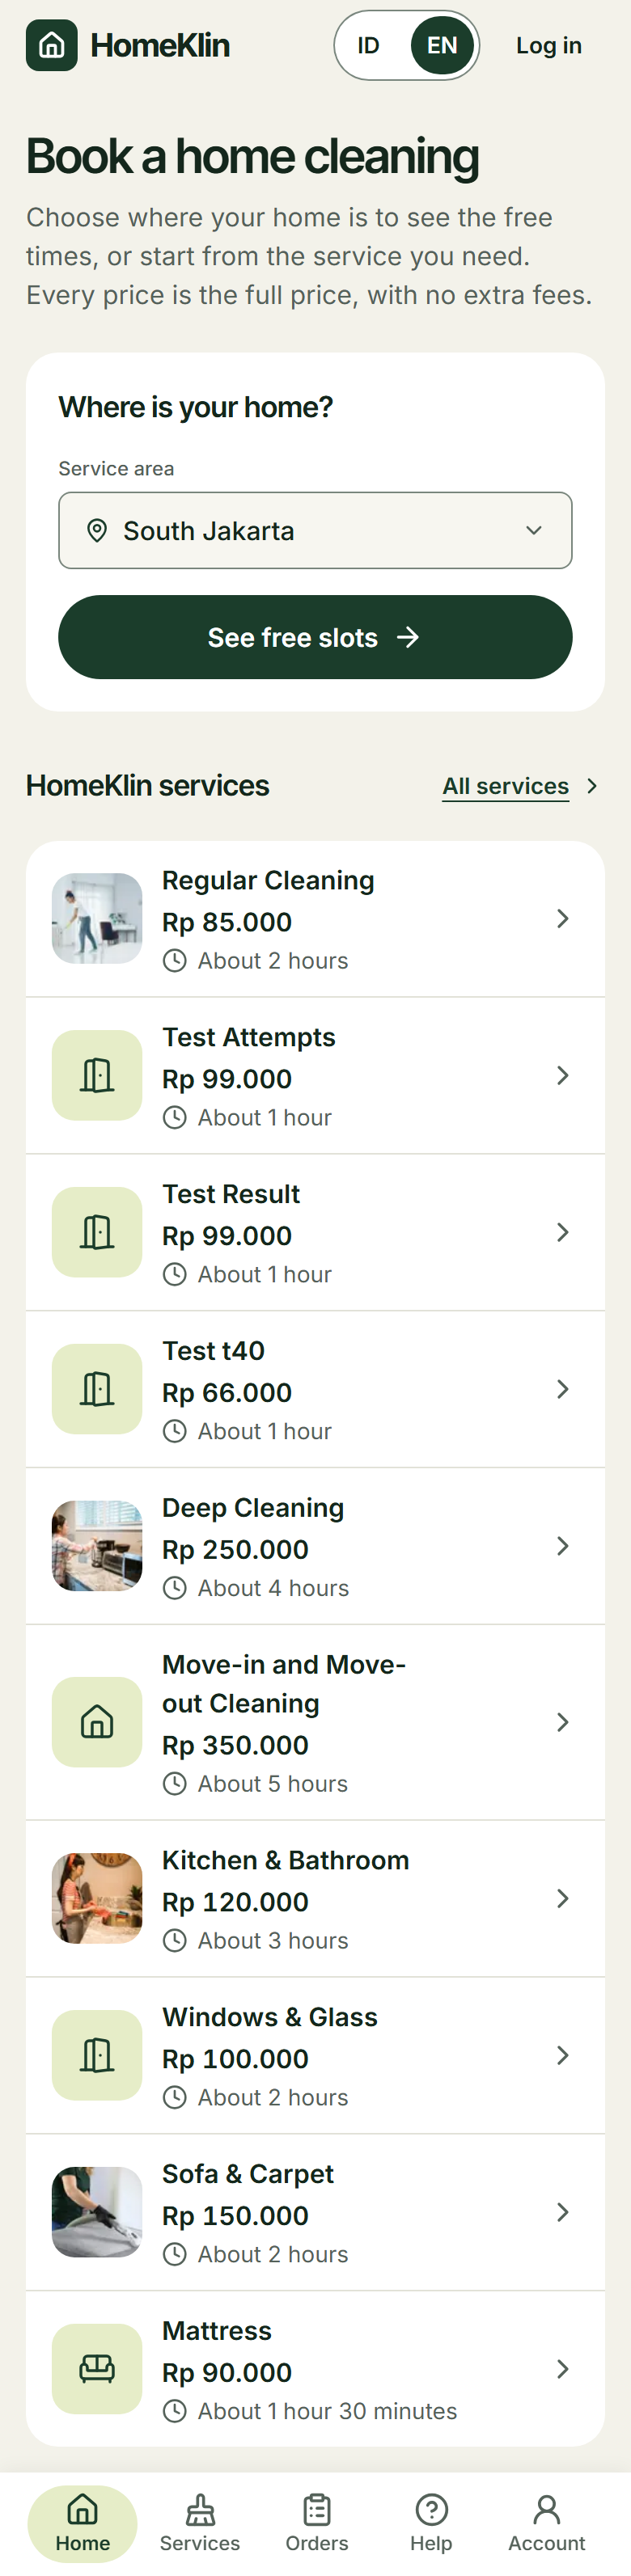 HomeKlin
ID
EN
Log in
Book a home cleaning
Choose where your home is to see the free
times, or start from the service you need.
Every price is the full price, with no extra fees.
Where is your home?
Service area
South Jakarta
See free slots
HomeKlin services
All services
Regular Cleaning
Rp 85.000
About 2 hours
Test Attempts
Rp 99.000
About 1 hour
Test Result
Rp 99.000
About 1 hour
Test t40
Rp 66.000
About 1 hour
Deep Cleaning
Rp 250.000
About 4 hours
Move-in and Move-
out Cleaning
Rp 350.000
About 5 hours
Kitchen & Bathroom
Rp 120.000
About 3 hours
Windows & Glass
Rp 100.000
About 2 hours
Sofa & Carpet
Rp 150.000
About 2 hours
Mattress
Rp 90.000
About 1 hour 30 minutes
Home
Services
Orders
Help
Account